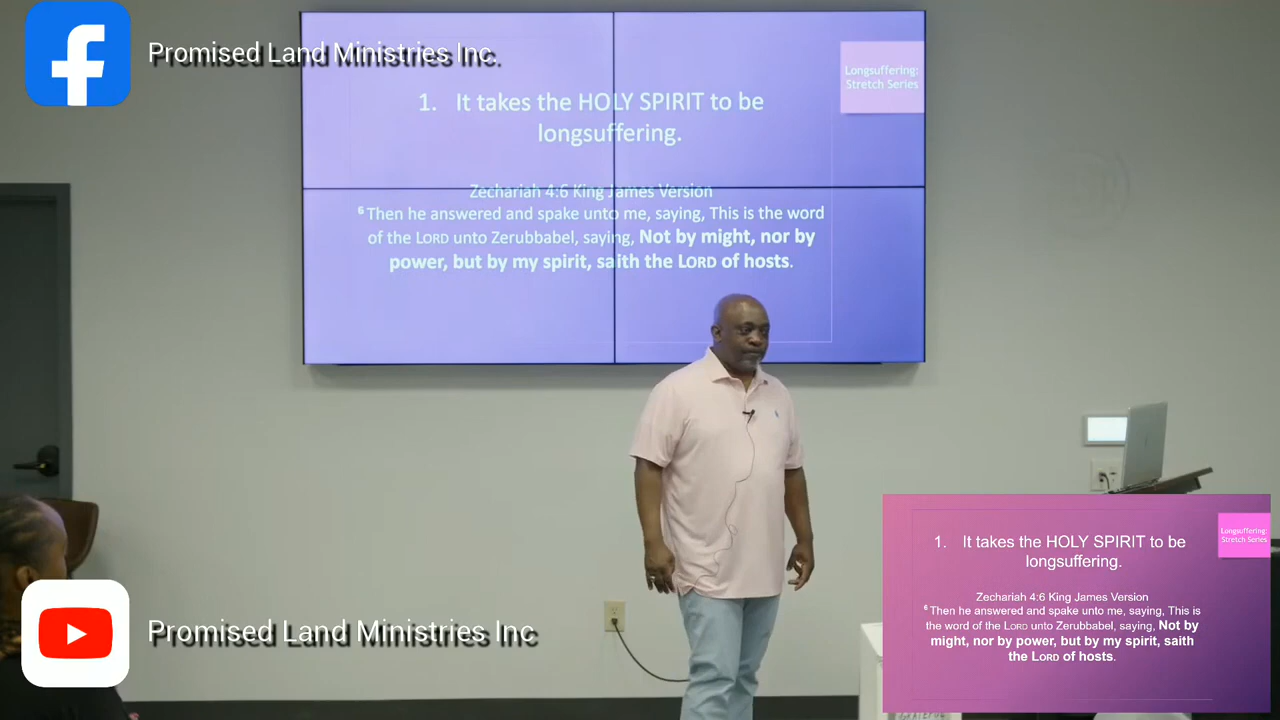 Promised Land Ministries Inc.
Longsuffering:
Stretch Series
1. It takes the HOLY SPIRIT to be
longsuffering.
Zechariah 4:6 King James Version
6 Then he answered and spake unto me, saying, This is the word
of the LORD unto Zerubbabel, saying, Not by might, nor by
power, but by my spirit, saith the LORD of hosts.
Longsuffering:
Stretch Series
1. It takes the HOLY SPIRIT to be
longsuffering.
Zechariah 4:6 King James Version
6 Then he answered and spake unto me, saying, This is
the word of the LORD unto Zerubbabel, saying, Not by
might, nor by power, but by my spirit, saith
the LORD of hosts.
Promised Land Ministries Inc